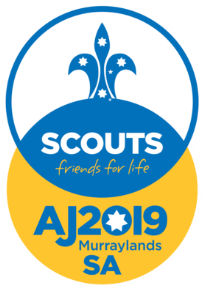 SCOUTS
friends for life
AJ2019
Murraylands
SA